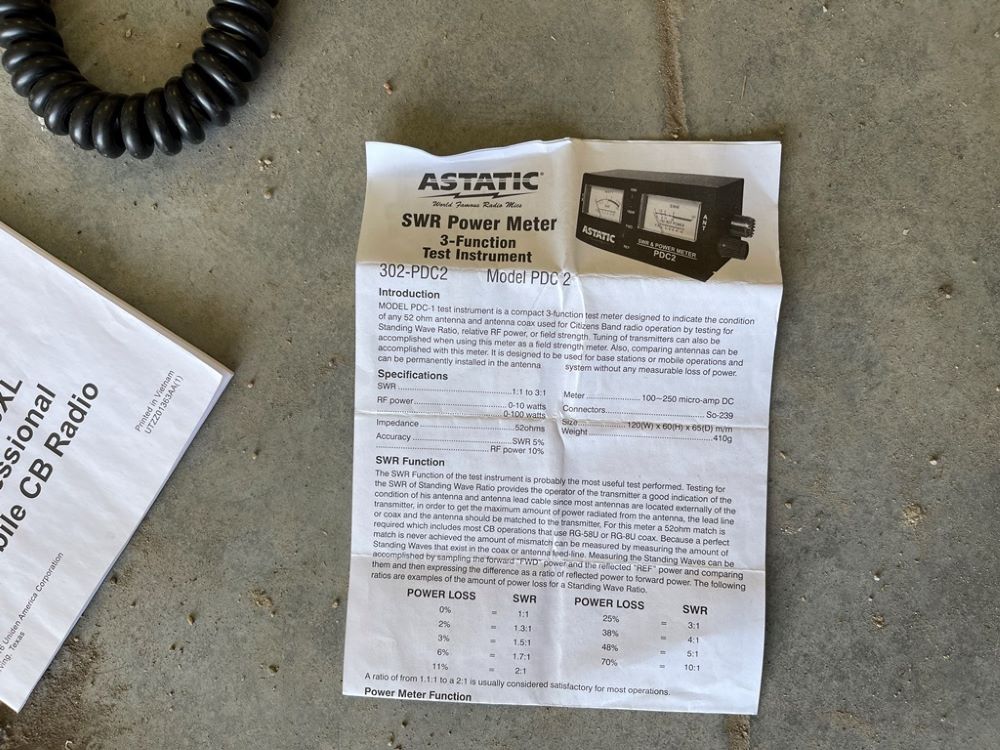 ASTATIC
World Famous Radio Mics
SWR Power Meter
3-Function
Test Instrument
302-PDC2 Model PDC 2
ASTATIC
SWR & POWER METER
PDC2
ANT
Introduction
MODEL PDC-1 test instrument is a compact 3-function test meter designed to indicate the condition
of any 52 ohm antenna and antenna coax used for Citizens Band radio operation by testing for
Standing Wave Ratio, relative RF power, or field strength. Tuning of transmitters can also be
accomplished when using this meter as a field strength meter. Also, comparing antennas can be
accomplished with this meter. It is designed to be used for base stations or mobile operations and
can be permanently installed in the antenna system without any measurable loss of power.
Specifications
SWR 1:1 to 3:1
RF power 0-10 watts
0-100 watts
Impedance 52ohms
Accuracy SWR 5%
RF power 10%
Meter 100~250 micro-amp DC
Connectors So-239
Size 120(W) x 60(H) x 65(D) m/m
Weight 410g
SWR Function
The SWR Function of the test instrument is probably the most useful test performed. Testing for
the SWR of Standing Wave Ratio provides the operator of the transmitter a good indication of the
condition of his antenna and antenna lead cable since most antennas are located externally of the
transmitter, in order to get the maximum amount of power radiated from the antenna, the lead line
or coax and the antenna should be matched to the transmitter. For this meter a 52ohm match is
required which includes most CB operations that use RG-58U or RG-8U coax. Because a perfect
match is never achieved the amount of mismatch can be measured by measuring the amount of
Standing Waves that exist in the coax or antenna feed-line. Measuring the Standing Waves can be
accomplished by sampling the forward "FWD" power and the reflected "REF" power and comparing
them and then expressing the difference as a ratio of reflected power to forward power. The following
ratios are examples of the amount of power loss for a Standing Wave Ratio.
POWER LOSS SWR
0% = 1:1
2% = 1.3:1
3% = 1.5:1
6% = 1.7:1
11% = 2:1
POWER LOSS SWR
25% = 3:1
38% = 4:1
48% = 5:1
70% = 10:1
A ratio of from 1.1:1 to a 2:1 is usually considered satisfactory for most operations.
Power Meter Function
XL
essional
bile CB Radio
Printed in Vietnam
UTZZ01363AA(1)
Uniden America Corporation
Texas